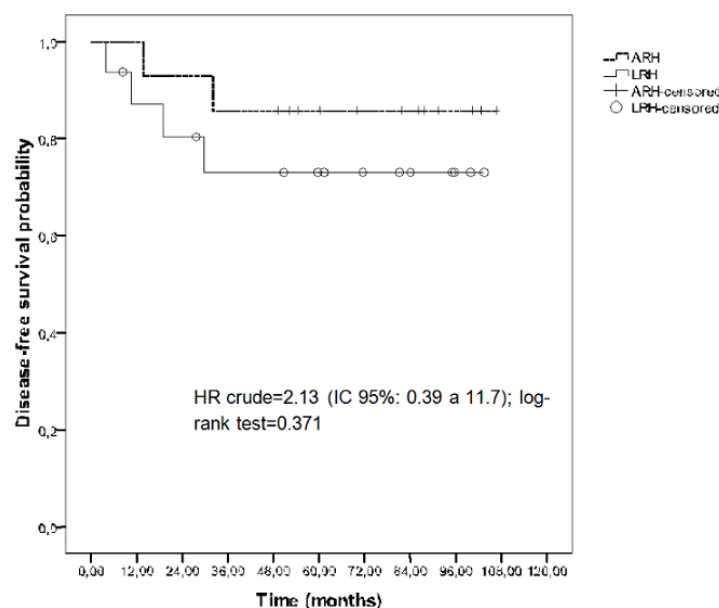 1,0
0,8
0,6
0,4
0,2
0,0
Disease-free survival probability
ARH
LRH
ARH-censored
LRH-censored
HR crude=2.13 (IC 95%: 0.39 a 11.7); log-
rank test=0.371
0,00 12,00 24,00 36,00 48,00 60,00 72,00 84,00 96,00 108,00 120,00
Time (months)